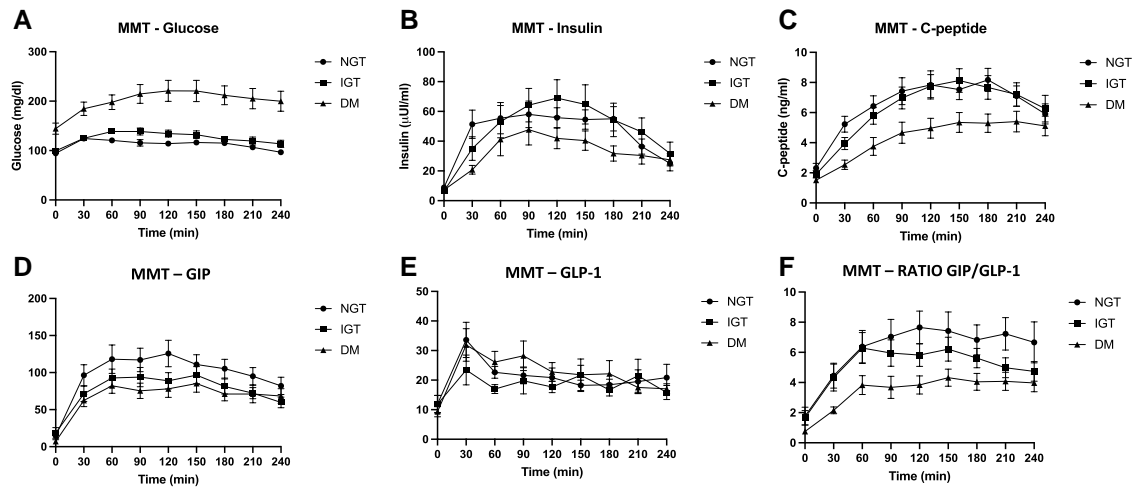 A
MMT - Glucose
Glucose (mg/dl)
300
200
100
0
0 30 60 90 120 150 180 210 240
Time (min)
NGT
IGT
DM
B
MMT - Insulin
Insulin (µUI/ml)
100
80
60
40
20
0
0 30 60 90 120 150 180 210 240
Time (min)
NGT
IGT
DM
C
MMT - C-peptide
C-peptide (ng/ml)
10
8
6
4
2
0
0 30 60 90 120 150 180 210 240
Time (min)
NGT
IGT
DM
D
MMT – GIP
200
150
100
50
0
0 30 60 90 120 150 180 210 240
Time (min)
NGT
IGT
DM
E
MMT – GLP-1
50
40
30
20
10
0
0 30 60 90 120 150 180 210 240
Time (min)
NGT
IGT
DM
F
MMT – RATIO GIP/GLP-1
10
8
6
4
2
0
0 30 60 90 120 150 180 210 240
Time (min)
NGT
IGT
DM